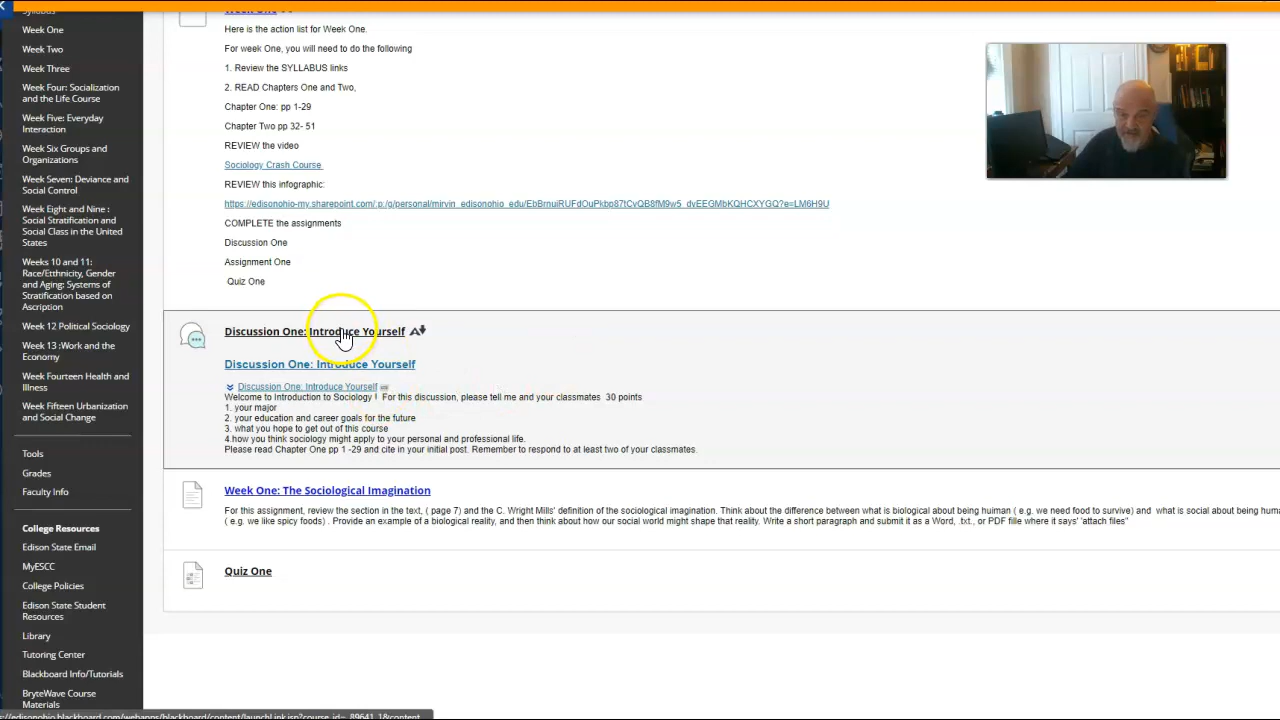 Syllabus
Week One
Week Two
Week Three
Week Four: Socialization
and the Life Course
Week Five: Everyday
Interaction
Week Six Groups and
Organizations
Week Seven: Deviance and
Social Control
Week Eight and Nine :
Social Stratification and
Social Class in the United
States
Weeks 10 and 11:
Race/Etthnicity, Gender
and Aging: Systems of
Stratification based on
Ascription
Week 12 Political Sociology
Week 13 :Work and the
Economy
Week Fourteen Health and
Illness
Week Fifteen Urbanization
and Social Change
Tools
Grades
Faculty Info
College Resources
Edison State Email
MyESCC
College Policies
Edison State Student
Resources
Library
Tutoring Center
Blackboard Info/Tutorials
BryteWave Course
Materials
Week One
Here is the action list for Week One.
For week One, you will need to do the following
1. Review the SYLLABUS links
2. READ Chapters One and Two,
Chapter One: pp 1-29
Chapter Two pp 32- 51
REVIEW the video
Sociology Crash Course
REVIEW this infographic:
COMPLETE the assignments
Discussion One
Assignment One
Quiz One
Discussion One: Introduce Yourself
Discussion One: Introduce Yourself
Discussion One: Introduce Yourself
Welcome to Introduction to Sociology ! For this discussion, please tell me and your classmates 30 points
1. your major
2. your education and career goals for the future
3. what you hope to get out of this course
4.how you think sociology might apply to your personal and professional life.
Please read Chapter One pp 1 -29 and cite in your initial post. Remember to respond to at least two of your classmates.
Week One: The Sociological Imagination
For this assignment, review the section in the text, ( page 7) and the C. Wright Mills' definition of the sociological imagination. Think about the difference between what is biological about being human ( e.g. we need food to survive) and what is social about being
( e.g. we like spicy foods) . Provide an example of a biological reality, and then think about how our social world might shape that reality. Write a short paragraph and submit it as a Word, .txt., or PDF fille where it says' 'attach files"
Quiz One